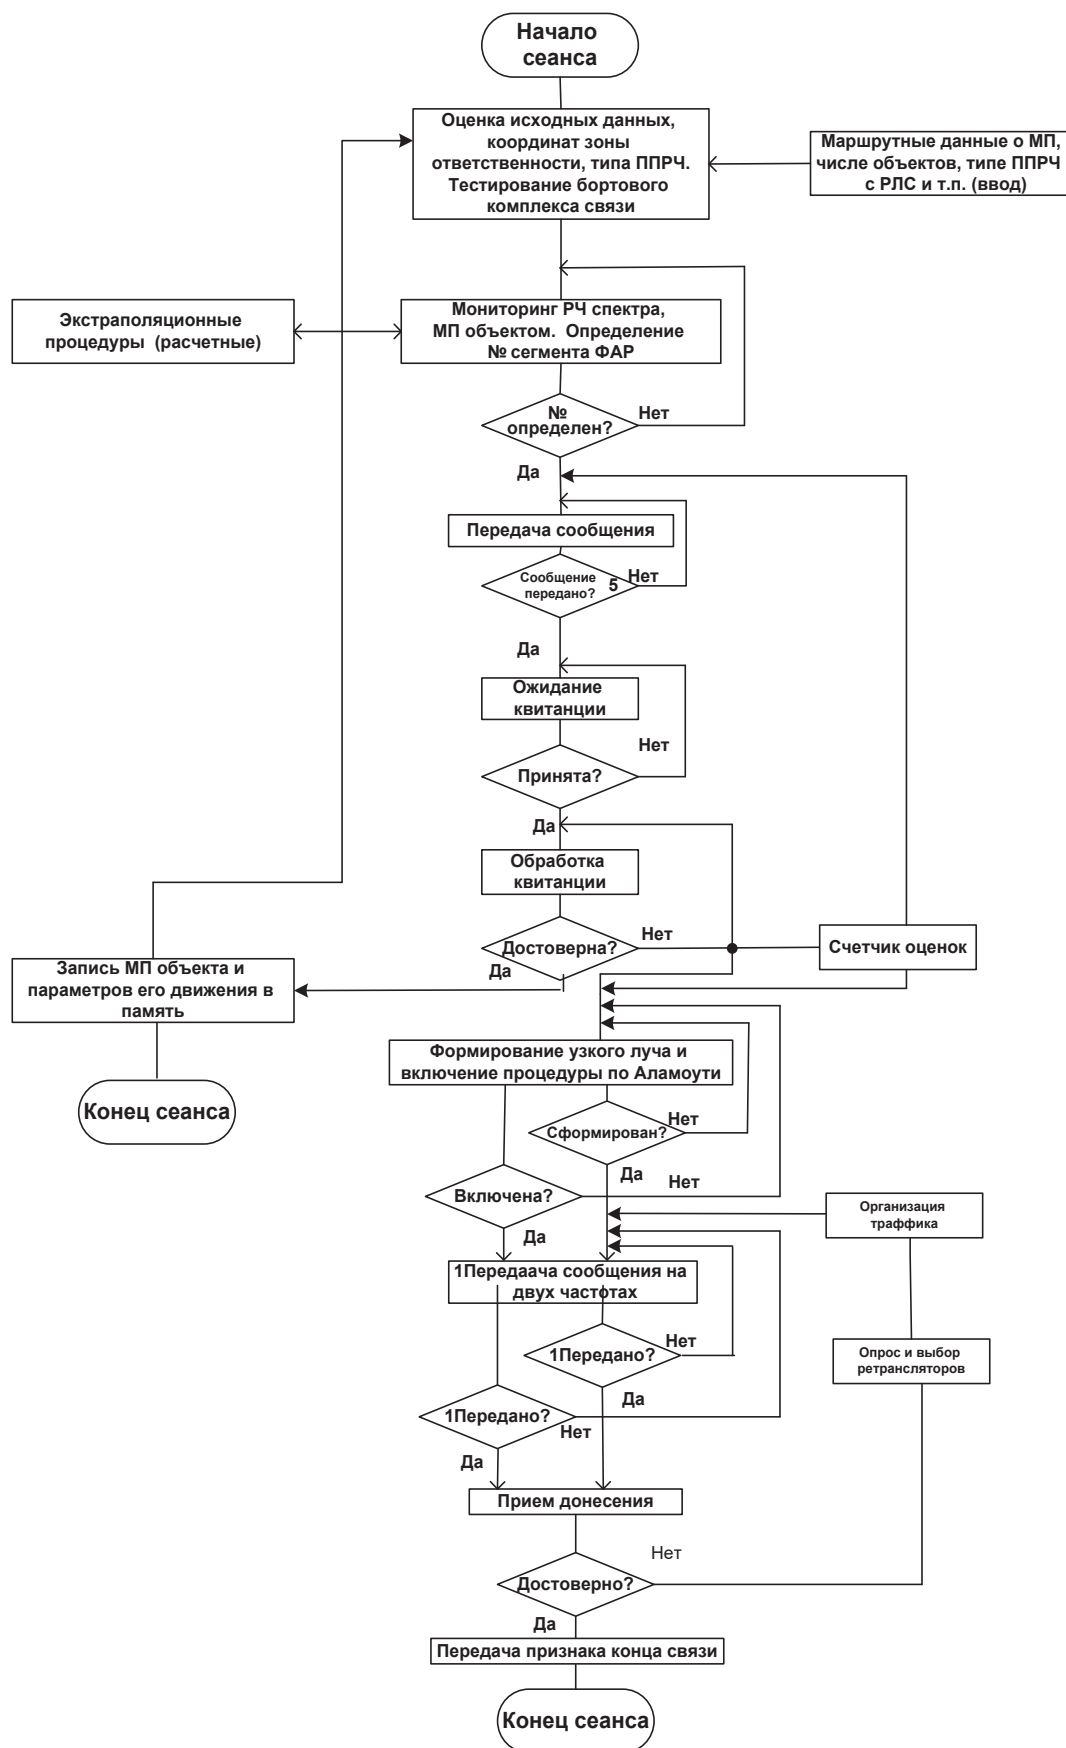 Начало
сеанса
Оценка исходных данных,
координат зоны
ответственности, типа ППРЧ.
Тестирование бортового
комплекса связи
Маршрутные данные о МП,
числе объектов, типе ППРЧ
с РЛС и т.п. (ввод)
Экстраполяционные
процедуры (расчетные)
Мониторинг РЧ спектра,
МП объектом. Определение
№ сегмента ФАР
№
определен?
Нет
Да
Передача сообщения
Сообщение
передано?
5
Нет
Да
Ожидание
квитанции
Нет
Принята?
Да
Обработка
квитанции
Достоверна?
Нет
Счетчик оценок
Да
Запись МП объекта и
параметров его движения в
память
Формирование узкого луча и
включение процедуры по Аламоути
Конец сеанса
Сформирован?
Нет
Да
Включена?
Нет
Организация
траффика
Да
1Передаача сообщения на
двух частотах
1Передано?
Нет
Опрос и выбор
ретрансляторов
Да
1Передано?
Нет
Да
Прием донесения
Нет
Достоверно?
Да
Передача признака конца связи
Конец сеанса